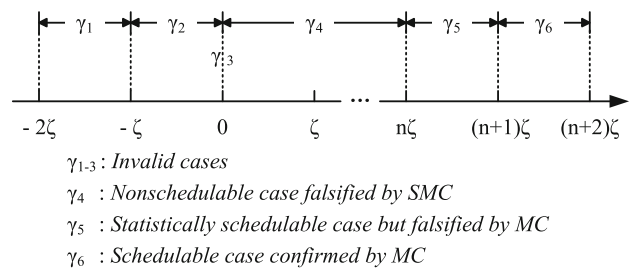 γ1 γ2 γ4 γ5 γ6
γ3
...
- 2ζ - ζ 0 ζ nζ (n+1)ζ (n+2)ζ
γ1-3 : Invalid cases
γ4 : Nonschedulable case falsified by SMC
γ5 : Statistically schedulable case but falsified by MC
γ6 : Schedulable case confirmed by MC